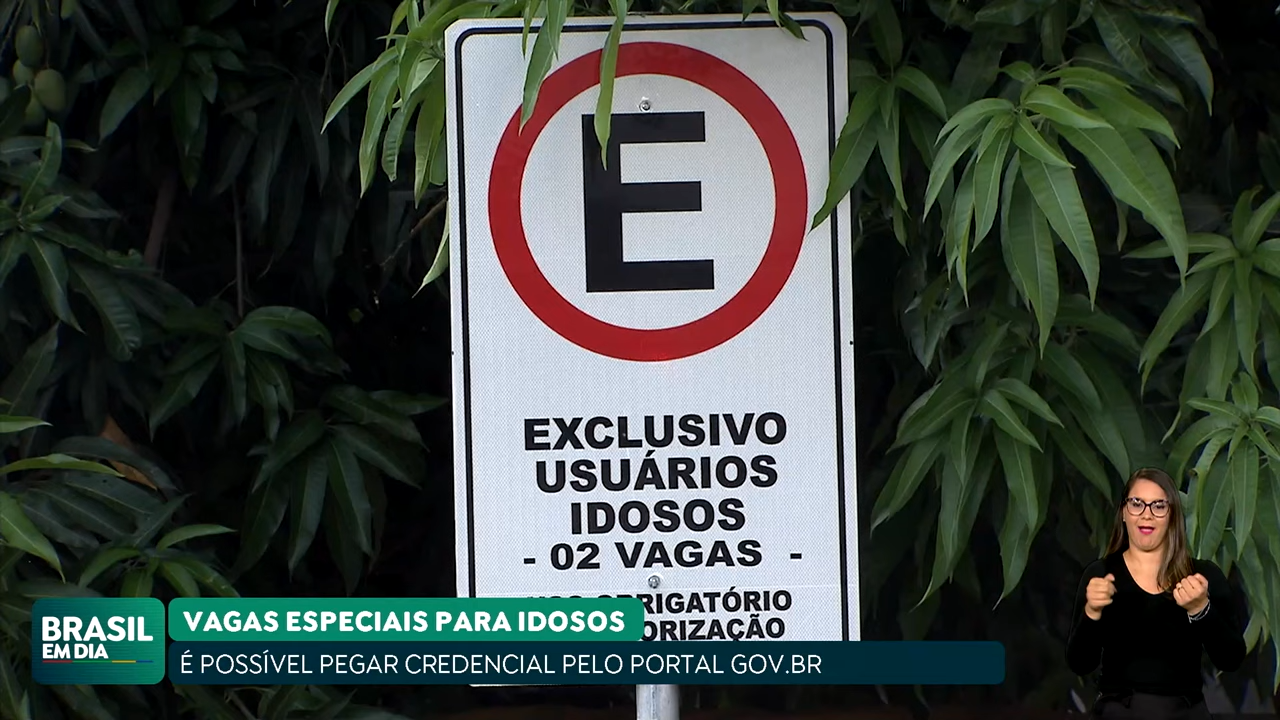 E
EXCLUSIVO
USUÁRIOS
IDOSOS
- 02 VAGAS -
BRASIL
EM DIA
VAGAS ESPECIAIS PARA IDOSOS
É POSSÍVEL PEGAR CREDENCIAL PELO PORTAL GOV.BR